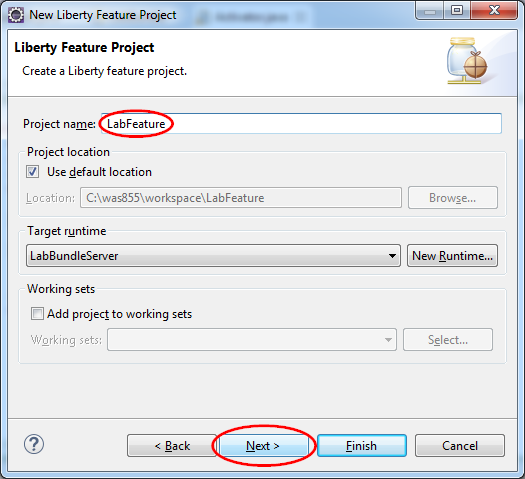 New Liberty Feature Project
Liberty Feature Project
Create a Liberty feature project.
Project name: LabFeature
Project location
Use default location
Location: C:\was855\workspace\LabFeature Browse...
Target runtime
LabBundleServer New Runtime...
Working sets
Add project to working sets
Working sets: Select...
? < Back Next > Finish Cancel